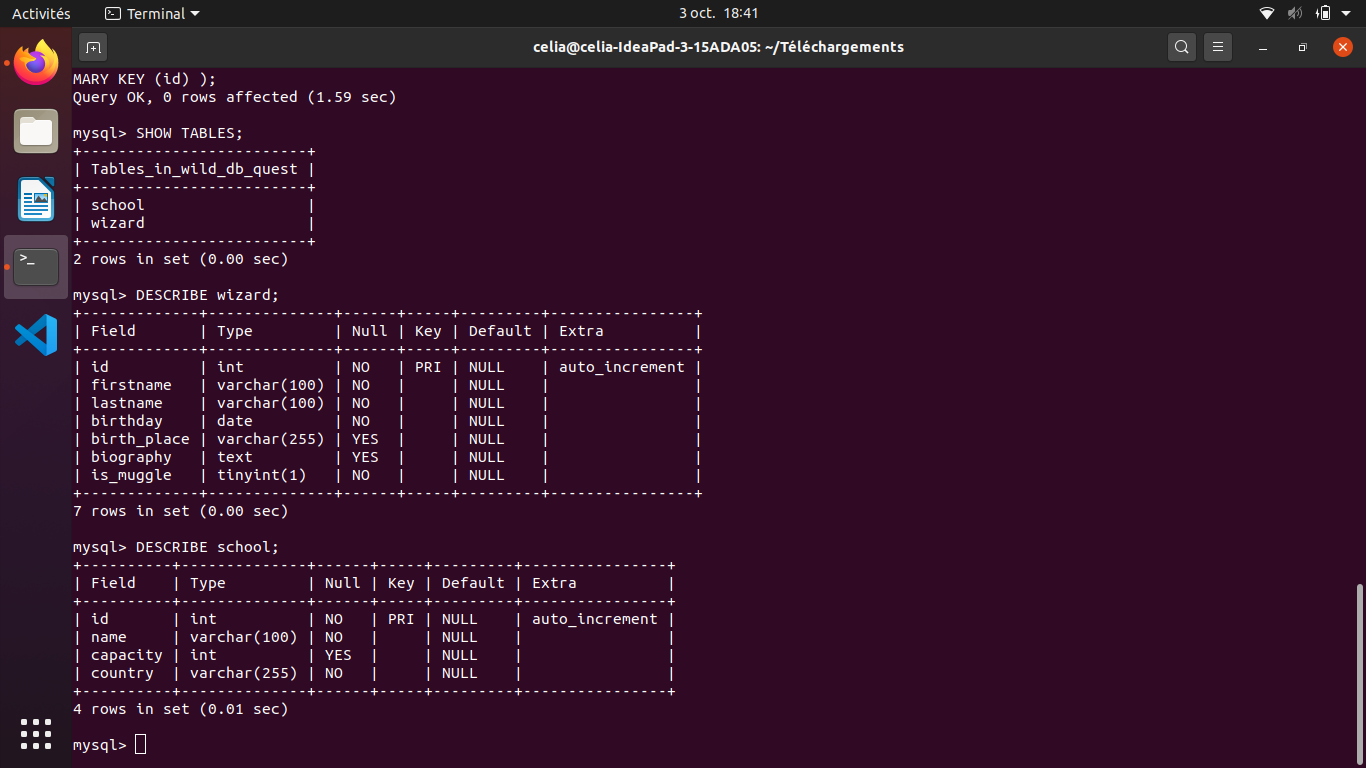 Activités Terminal 3 oct. 18:41
celia@celia-IdeaPad-3-15ADA05: ~/Téléchargements
MARY KEY (id) );
Query OK, 0 rows affected (1.59 sec)
mysql> SHOW TABLES;
+-------------------------+
| Tables_in_wild_db_quest |
+-------------------------+
| school                  |
| wizard                  |
+-------------------------+
2 rows in set (0.00 sec)
mysql> DESCRIBE wizard;
+-------------+--------------+------+-----+---------+----------------+
| Field       | Type         | Null | Key | Default | Extra          |
+-------------+--------------+------+-----+---------+----------------+
| id          | int          | NO   | PRI | NULL    | auto_increment |
| firstname   | varchar(100) | NO   |     | NULL    |                |
| lastname    | varchar(100) | NO   |     | NULL    |                |
| birthday    | date         | NO   |     | NULL    |                |
| birth_place | varchar(255) | YES  |     | NULL    |                |
| biography   | text         | YES  |     | NULL    |                |
| is_muggle   | tinyint(1)   | NO   |     | NULL    |                |
+-------------+--------------+------+-----+---------+----------------+
7 rows in set (0.00 sec)
mysql> DESCRIBE school;
+----------+--------------+------+-----+---------+----------------+
| Field    | Type         | Null | Key | Default | Extra          |
+----------+--------------+------+-----+---------+----------------+
| id       | int          | NO   | PRI | NULL    | auto_increment |
| name     | varchar(100) | NO   |     | NULL    |                |
| capacity | int          | YES  |     | NULL    |                |
| country  | varchar(255) | NO   |     | NULL    |                |
+----------+--------------+------+-----+---------+----------------+
4 rows in set (0.01 sec)
mysql>